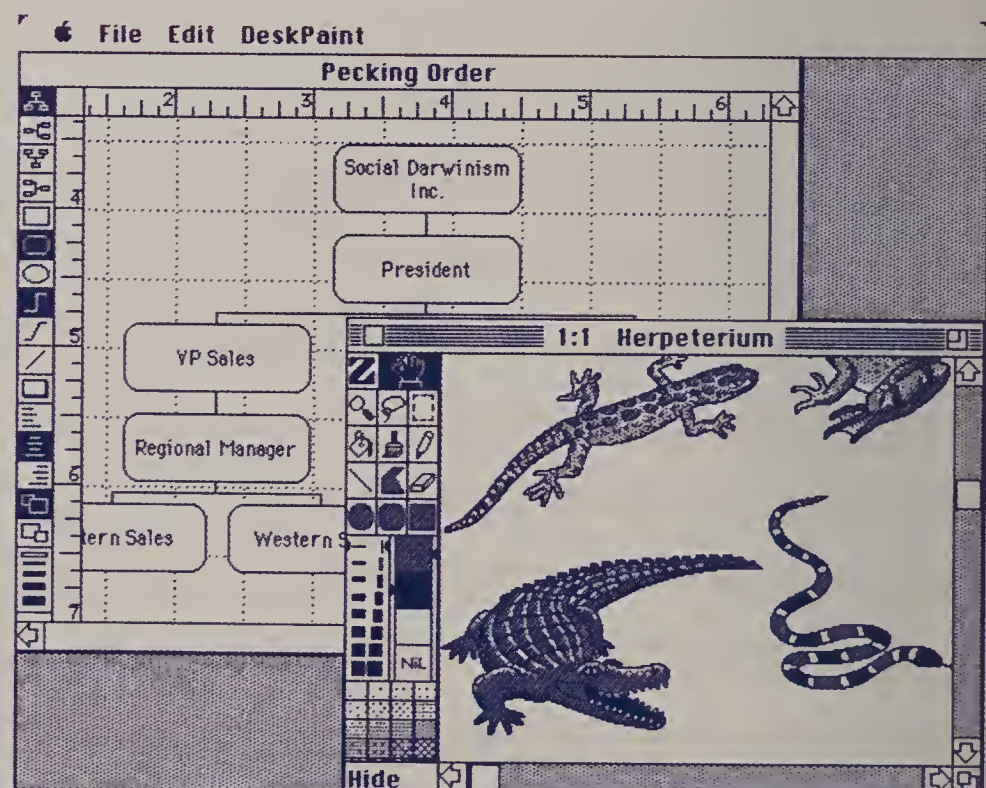 File Edit DeskPaint
Pecking Order
2 3 4 5 6
4
5
6
7
Social Darwinism
Inc.
President
VP Sales
Regional Manager
tern Sales
Western S
1:1 Herpeterium
NiL
Hide